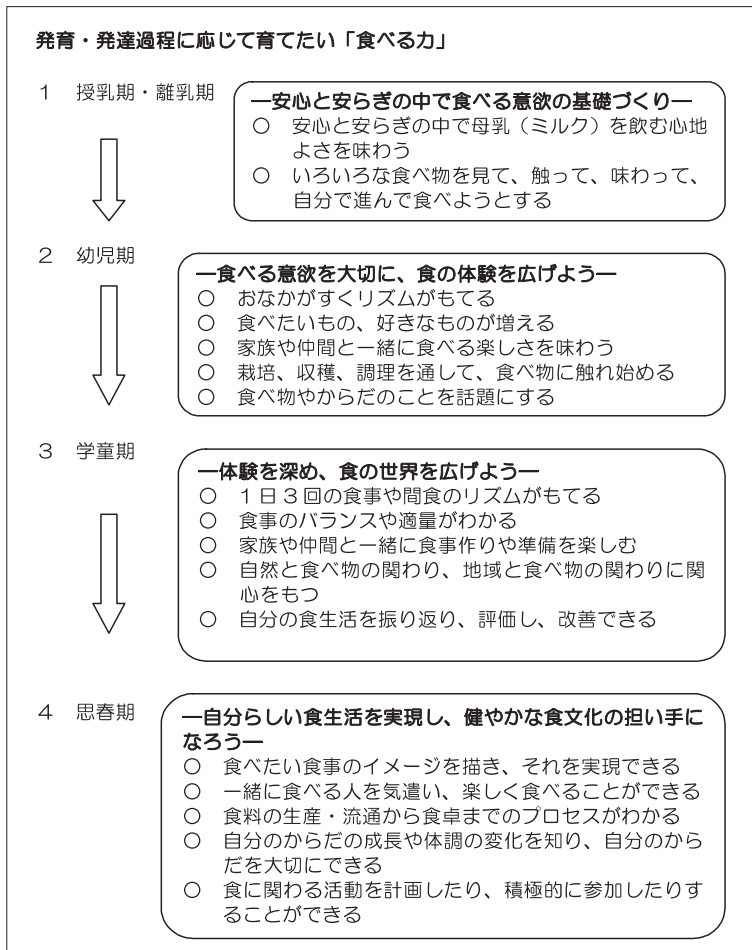 発育・発達過程に応じて育てたい「食べる力」
1　授乳期・離乳期
―安心と安らぎの中で食べる意欲の基礎づくり―
○　安心と安らぎの中で母乳（ミルク）を飲む心地
よさを味わう
○　いろいろな食べ物を見て、触って、味わって、
自分で進んで食べようとする
2　幼児期
―食べる意欲を大切に、食の体験を広げよう―
○　おなかがすくリズムがもてる
○　食べたいもの、好きなものが増える
○　家族や仲間と一緒に食べる楽しさを味わう
○　栽培、収穫、調理を通して、食べ物に触れ始める
○　食べ物やからだのことを話題にする
3　学童期
―体験を深め、食の世界を広げよう―
○　1日3回の食事や間食のリズムがもてる
○　食事のバランスや適量がわかる
○　家族や仲間と一緒に食事作りや準備を楽しむ
○　自然と食べ物の関わり、地域と食べ物の関わりに関
心をもつ
○　自分の食生活を振り返り、評価し、改善できる
4　思春期
―自分らしい食生活を実現し、健やかな食文化の担い手に
なろう―
○　食べたい食事のイメージを描き、それを実現できる
○　一緒に食べる人を気遣い、楽しく食べることができる
○　食料の生産・流通から食卓までのプロセスがわかる
○　自分のからだの成長や体調の変化を知り、自分のから
だを大切にできる
○　食に関わる活動を計画したり、積極的に参加したりす
ることができる